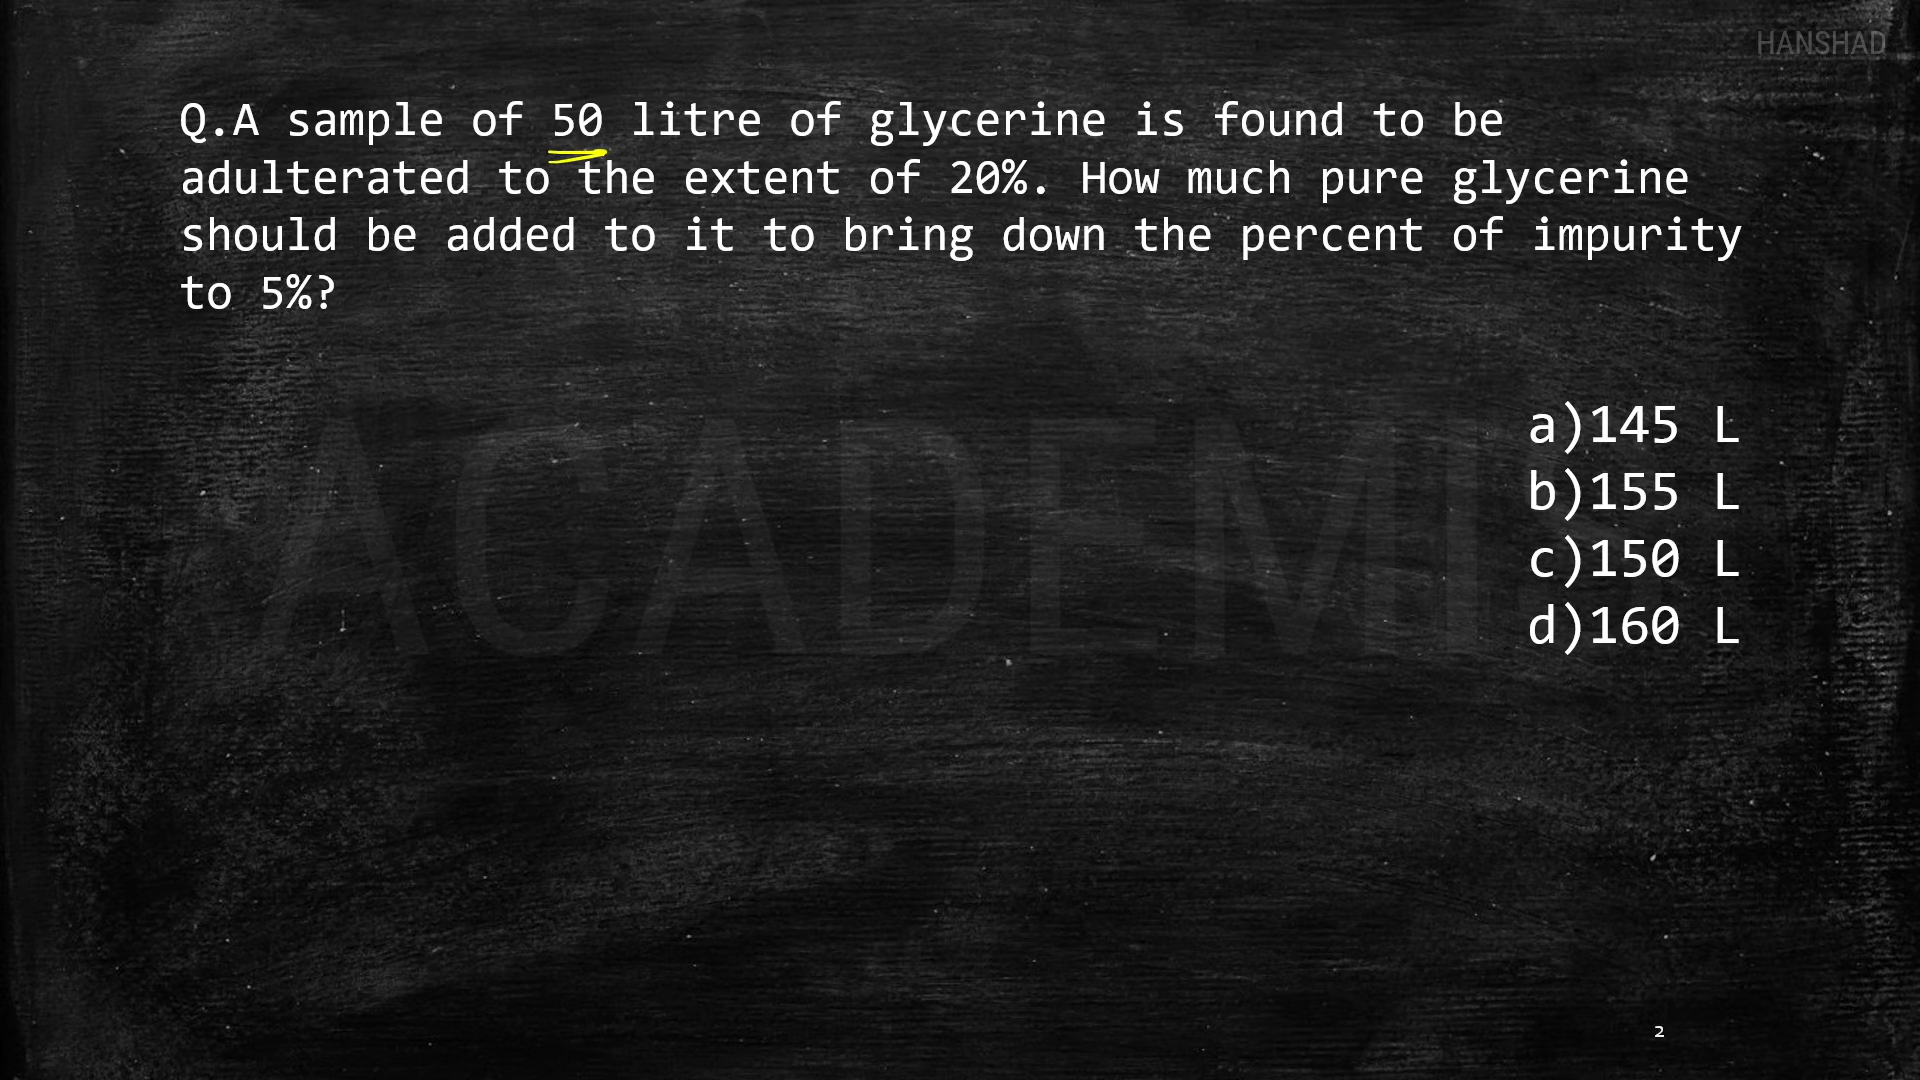 HANSHAD
Q.A sample of 50 litre of glycerine is found to be
adulterated to the extent of 20%. How much pure glycerine
should be added to it to bring down the percent of impurity
to 5%?
ACADEMI
a)145 L
b)155 L
c)150 L
d)160 L
2